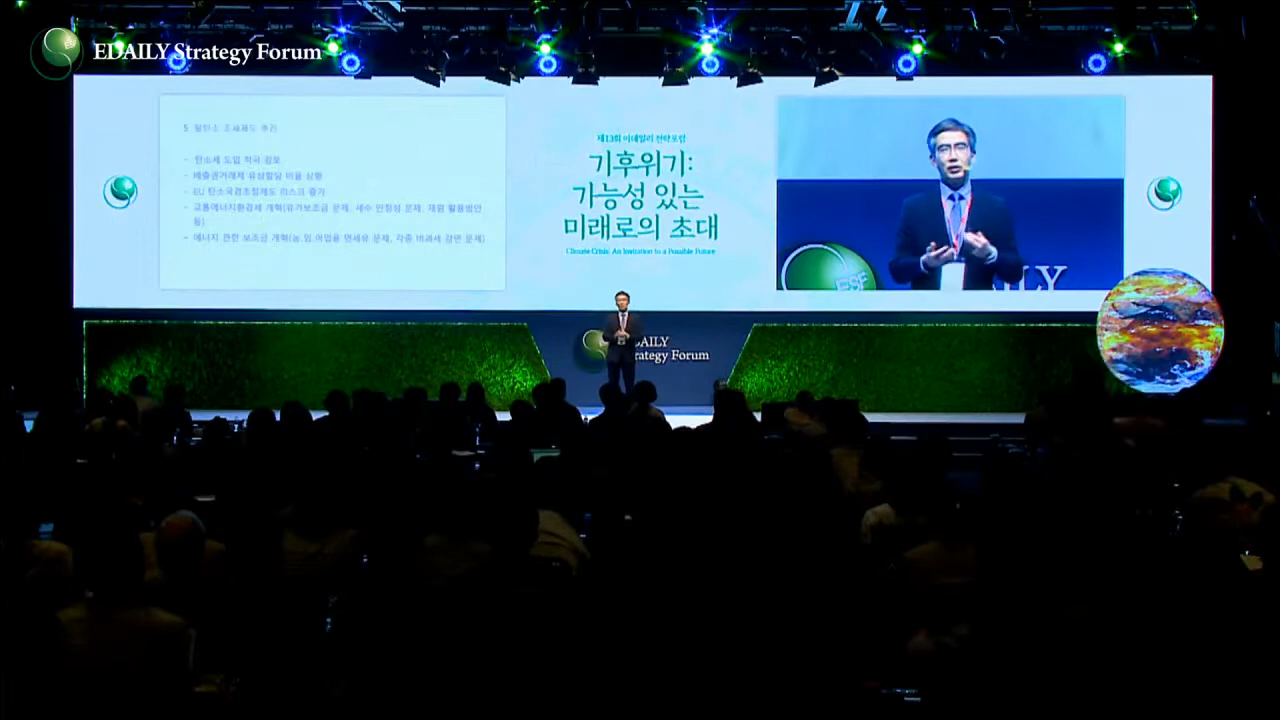 EDAILY Strategy Forum
5. 탈탄소 조세제도 추진
- 탄소세 도입 적극 검토
- 배출권거래제 유상할당 비율 상향
- EU 탄소국경조정제도 리스크 증가
- 교통에너지환경세 개혁(유가보조금 문제, 세수 안정성 문제, 재원 활용방안
등)
- 에너지 관련 보조금 개혁(농.임.어업용 면세유 문제, 각종 비과세 감면 문제)
제13회 이데일리 전략포럼
기후위기:
가능성 있는
미래로의 초대
Climate Crisis: An Invitation to a Possible Future
ESF
AILY
DAILY
rategy Forum